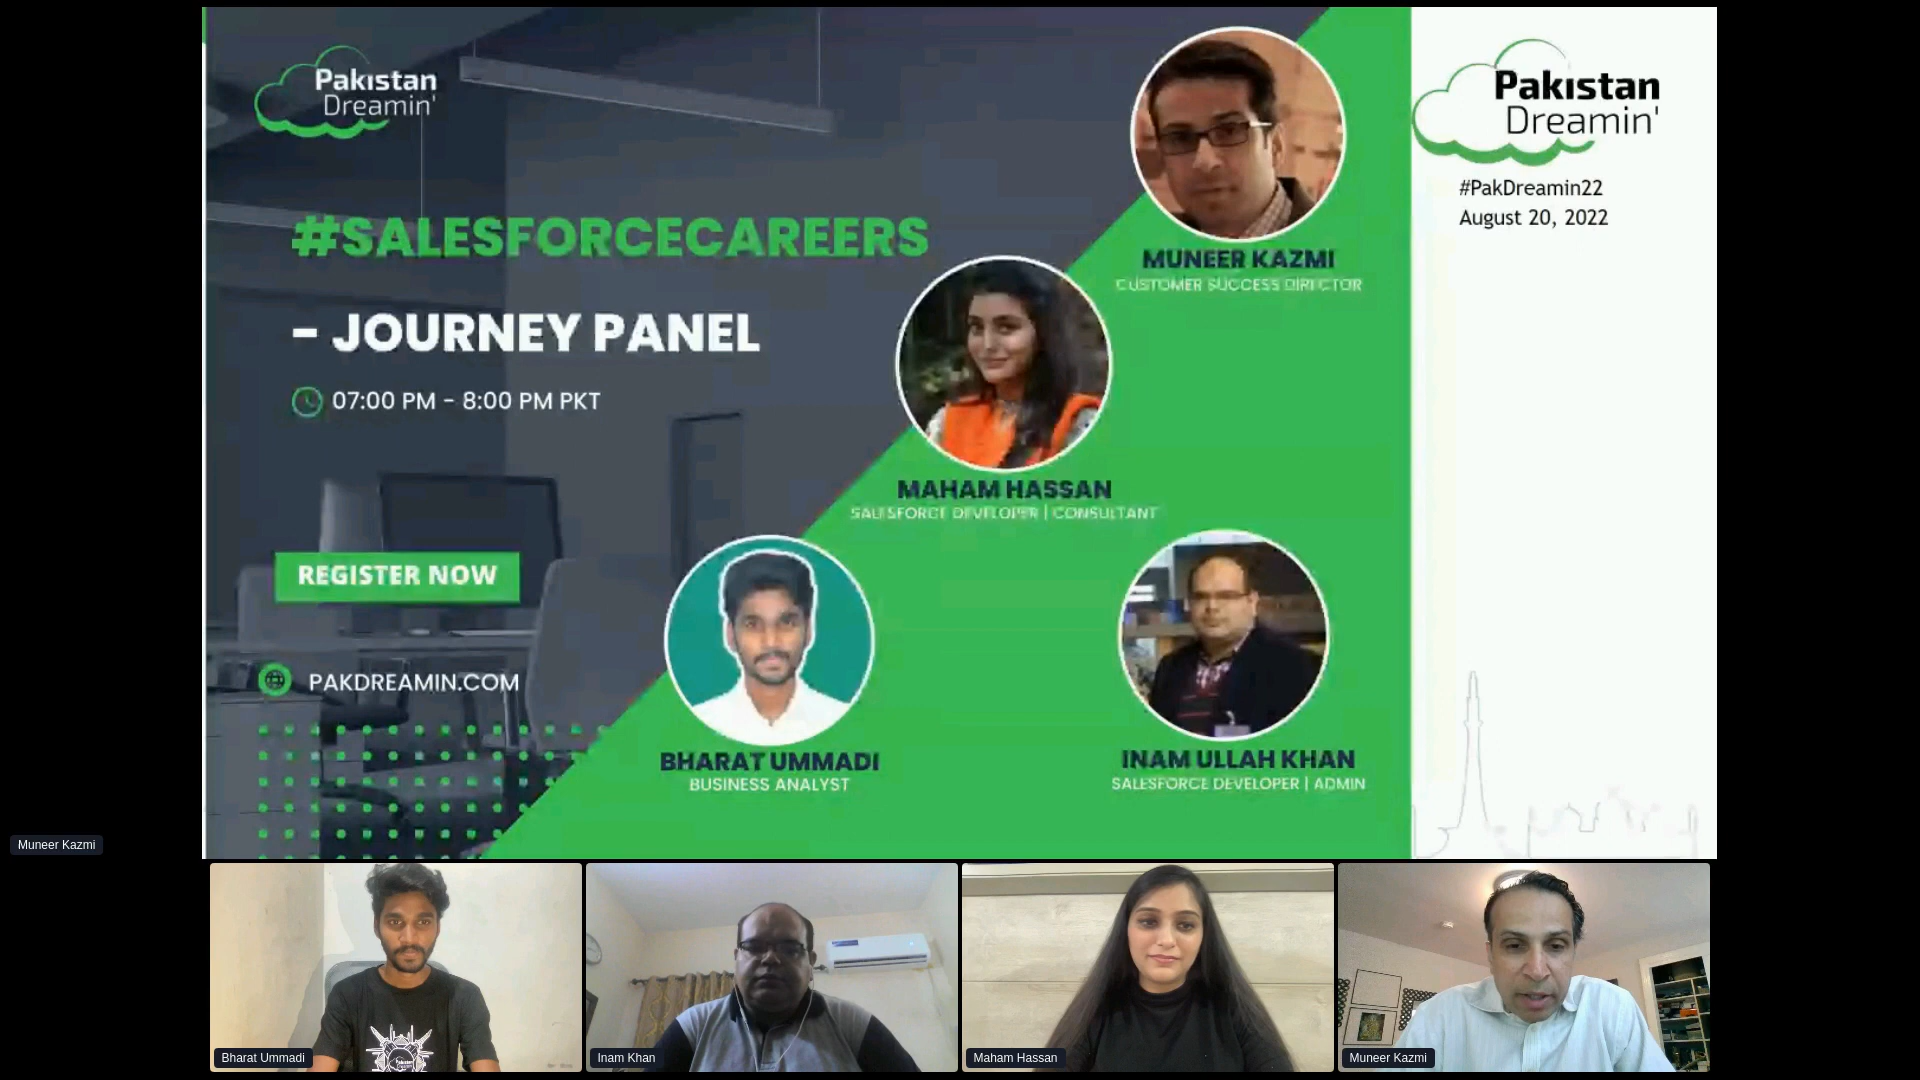 Pakistan
Dreamin'
#SALESFORCECAREERS
- JOURNEY PANEL
07:00 PM - 8:00 PM PKT
REGISTER NOW
PAKDREAMIN.COM
MUNEER KAZMI
CUSTOMER SUCCESS DIRECTOR
MAHAM HASSAN
SALESFORCE DEVELOPER | CONSULTANT
BHARAT UMMADI
BUSINESS ANALYST
INAM ULLAH KHAN
SALESFORCE DEVELOPER | ADMIN
Pakistan
Dreamin'
#PakDreamin22
August 20, 2022
Muneer Kazmi
Bharat Ummadi
Inam Khan
Maham Hassan
Muneer Kazmi